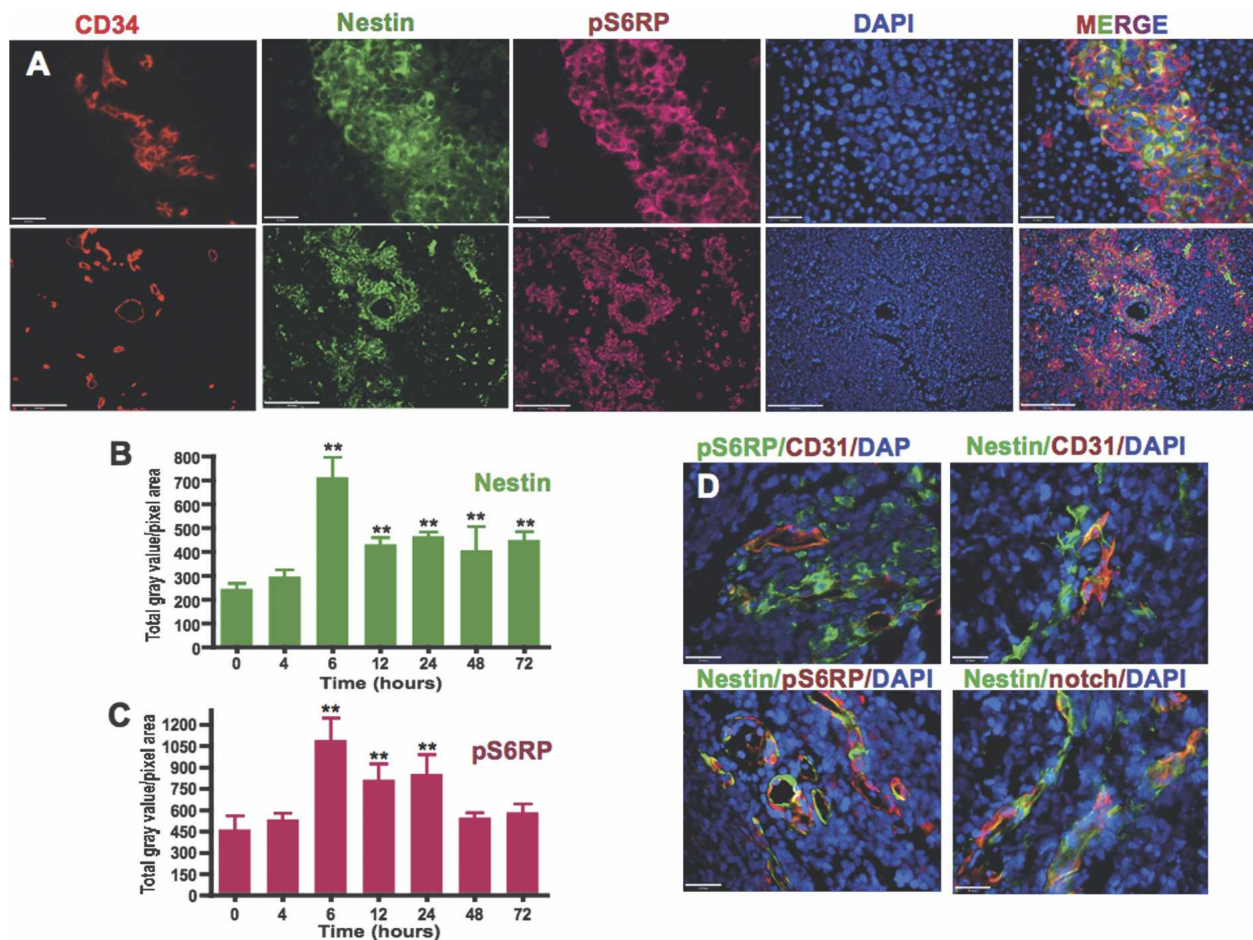 CD34 Nestin pS6RP DAPI MERGE
A
B
Nestin
Total gray value/pixel area
800
700
600
500
400
300
200
100
0
** ** ** ** **
0 4 6 12 24 48 72
Time (hours)
C
pS6RP
Total gray value/pixel area
1200
1050
900
750
600
450
300
150
0
** ** **
0 4 6 12 24 48 72
Time (hours)
pS6RP/CD31/DAP Nestin/CD31/DAPI
D
Nestin/pS6RP/DAPI Nestin/notch/DAPI